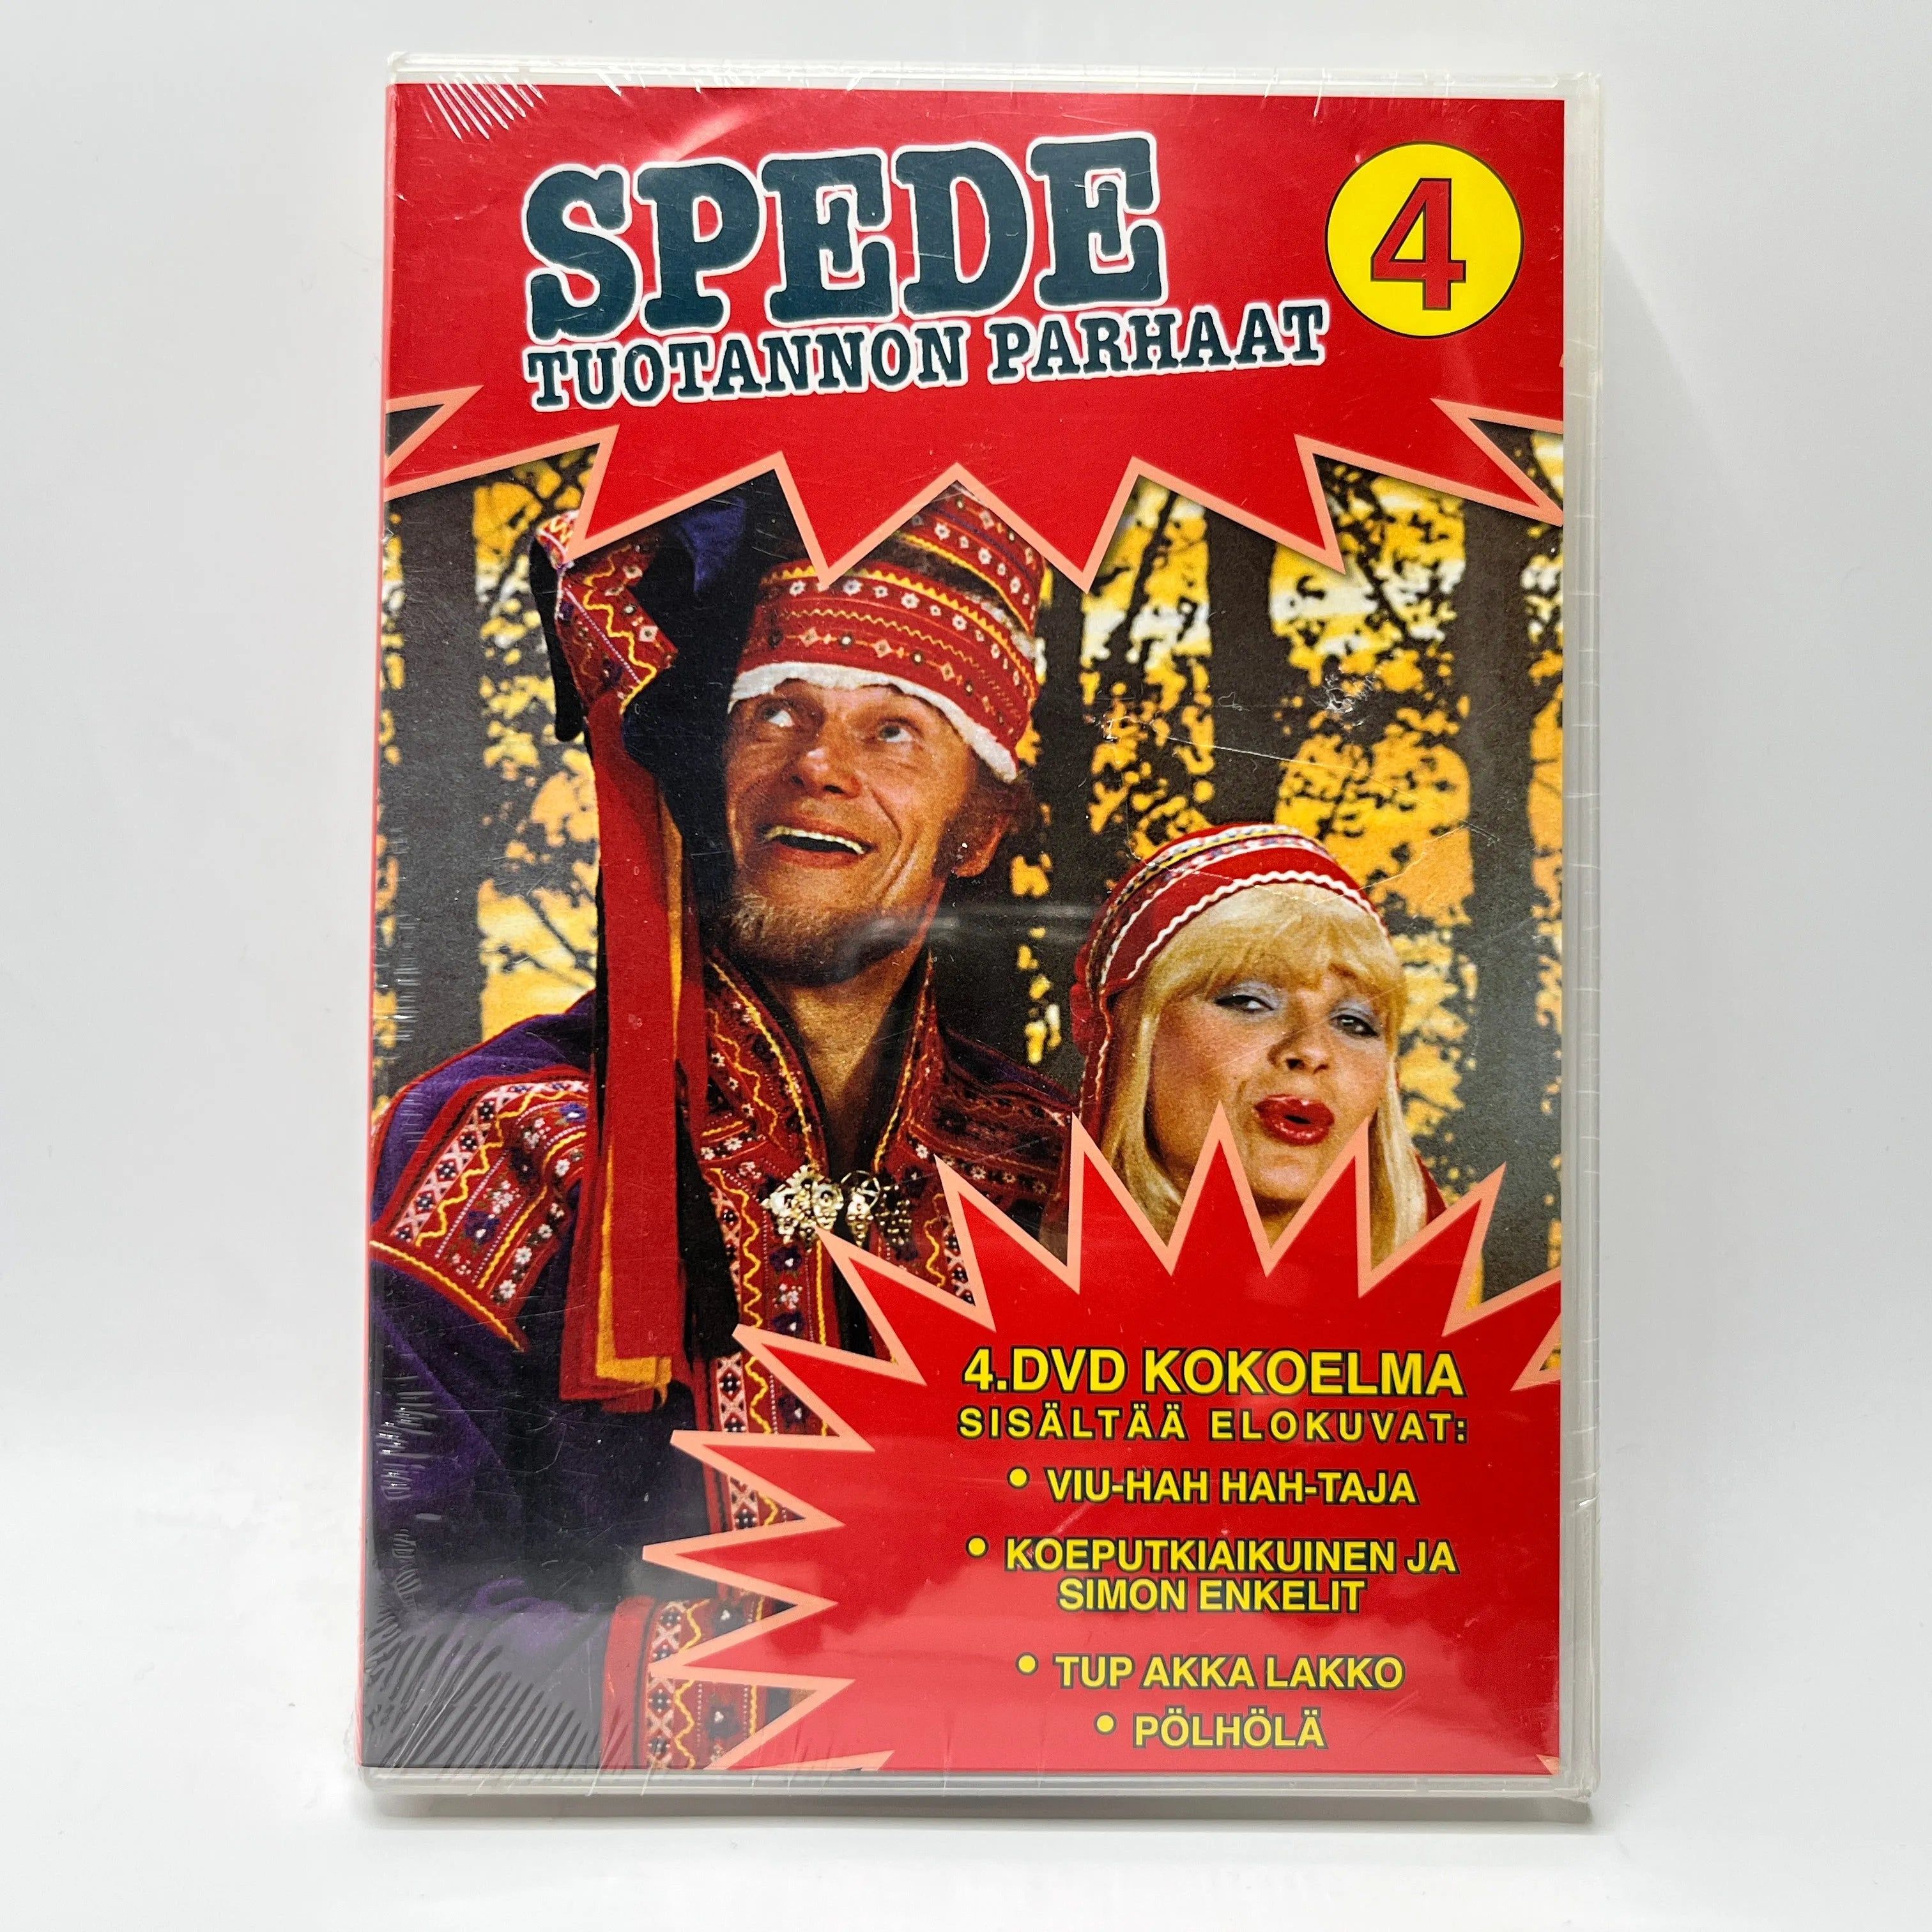 SPEDE
TUOTANNON PARHAAT
4
4.DVD KOKOELMA
SISÄLTÄÄ ELOKUVAT:
• VIU-HAH HAH-TAJA
• KOEPUTKIAIKUINEN JA
SIMON ENKELIT
• TUP AKKA LAKKO
• PÖLHÖLÄ